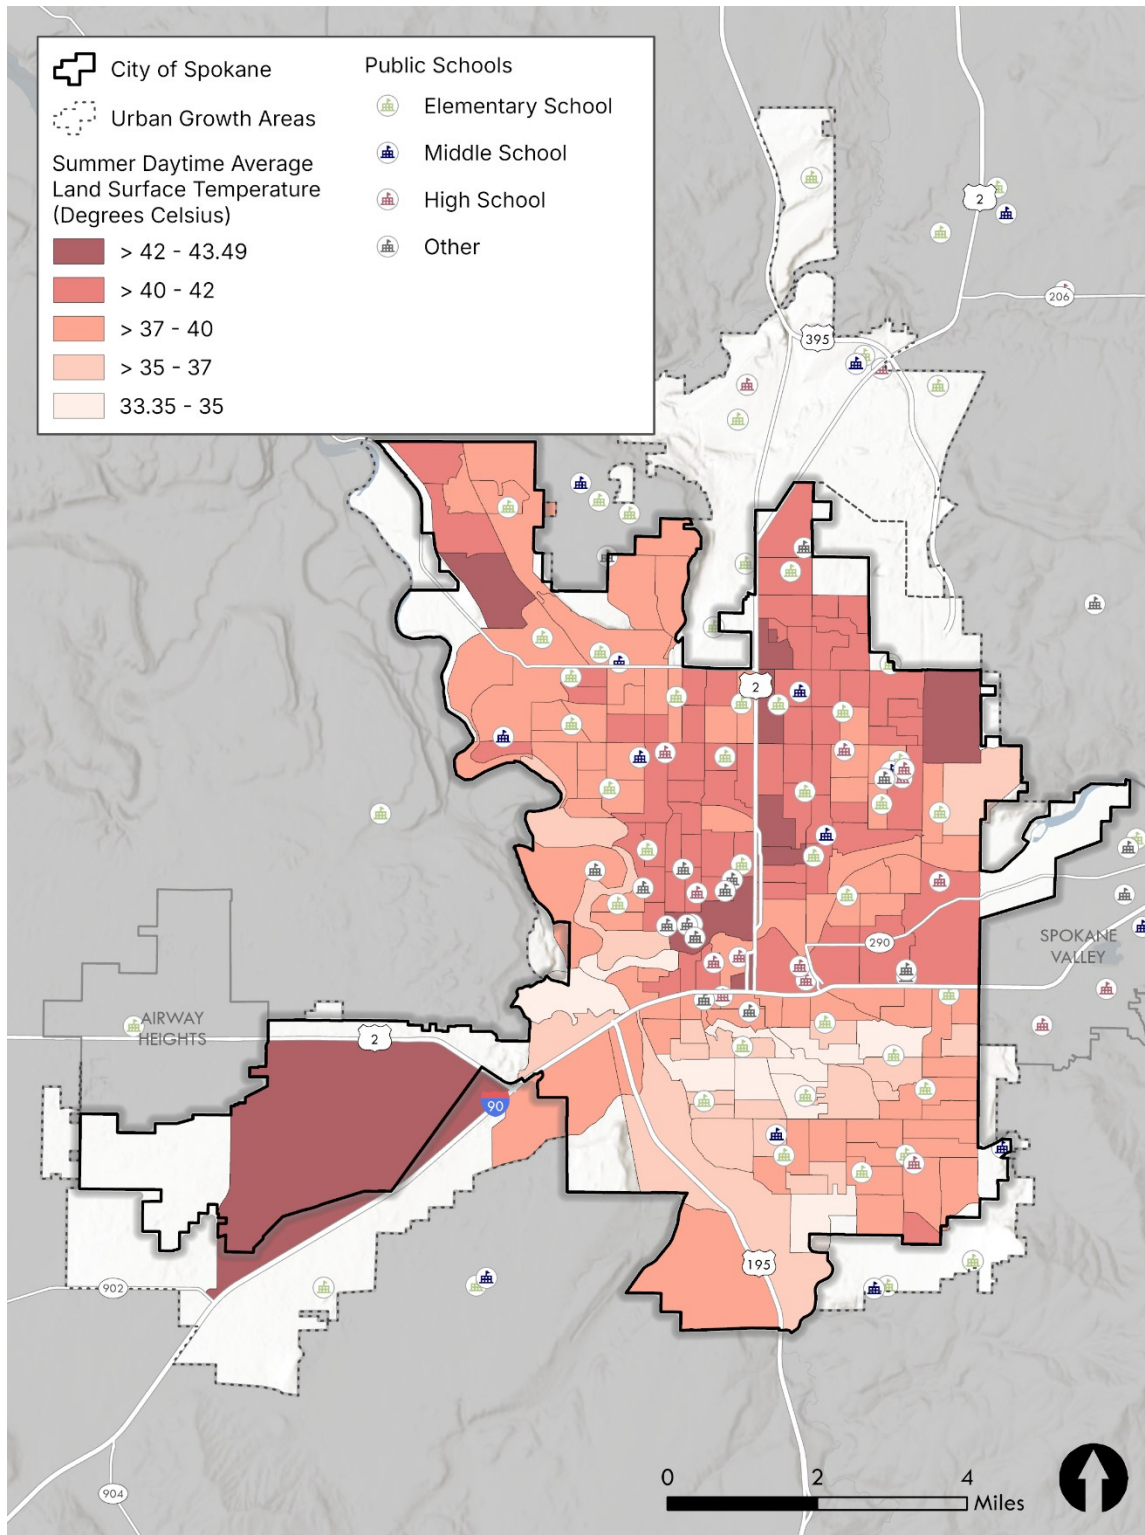 City of Spokane
Urban Growth Areas
Summer Daytime Average
Land Surface Temperature
(Degrees Celsius)
> 42 - 43.49
> 40 - 42
> 37 - 40
> 35 - 37
33.35 - 35
Public Schools
Elementary School
Middle School
High School
Other
2
206
395
2
290
SPOKANE
VALLEY
AIRWAY
HEIGHTS
2
90
195
902
904
0 2 4
Miles